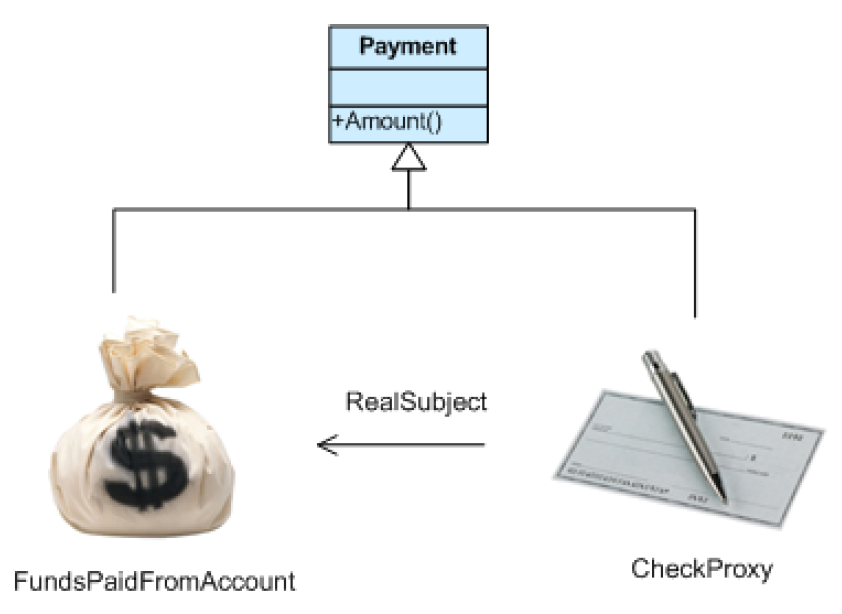 Payment
+Amount()
RealSubject
$
$
FundsPaidFromAccount
CheckProxy